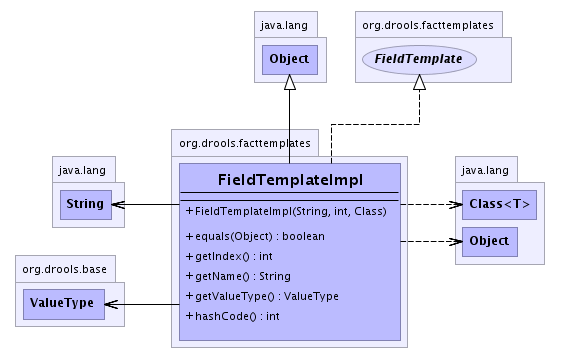 java.lang
Object
org.drools.facttemplates
FieldTemplate
org.drools.facttemplates
FieldTemplateImpl
+ FieldTemplateImpl(String, int, Class)
+ equals(Object) : boolean
+ getIndex() : int
+ getName() : String
+ getValueType() : ValueType
+ hashCode() : int
java.lang
String
org.drools.base
ValueType
java.lang
Class<T>
Object